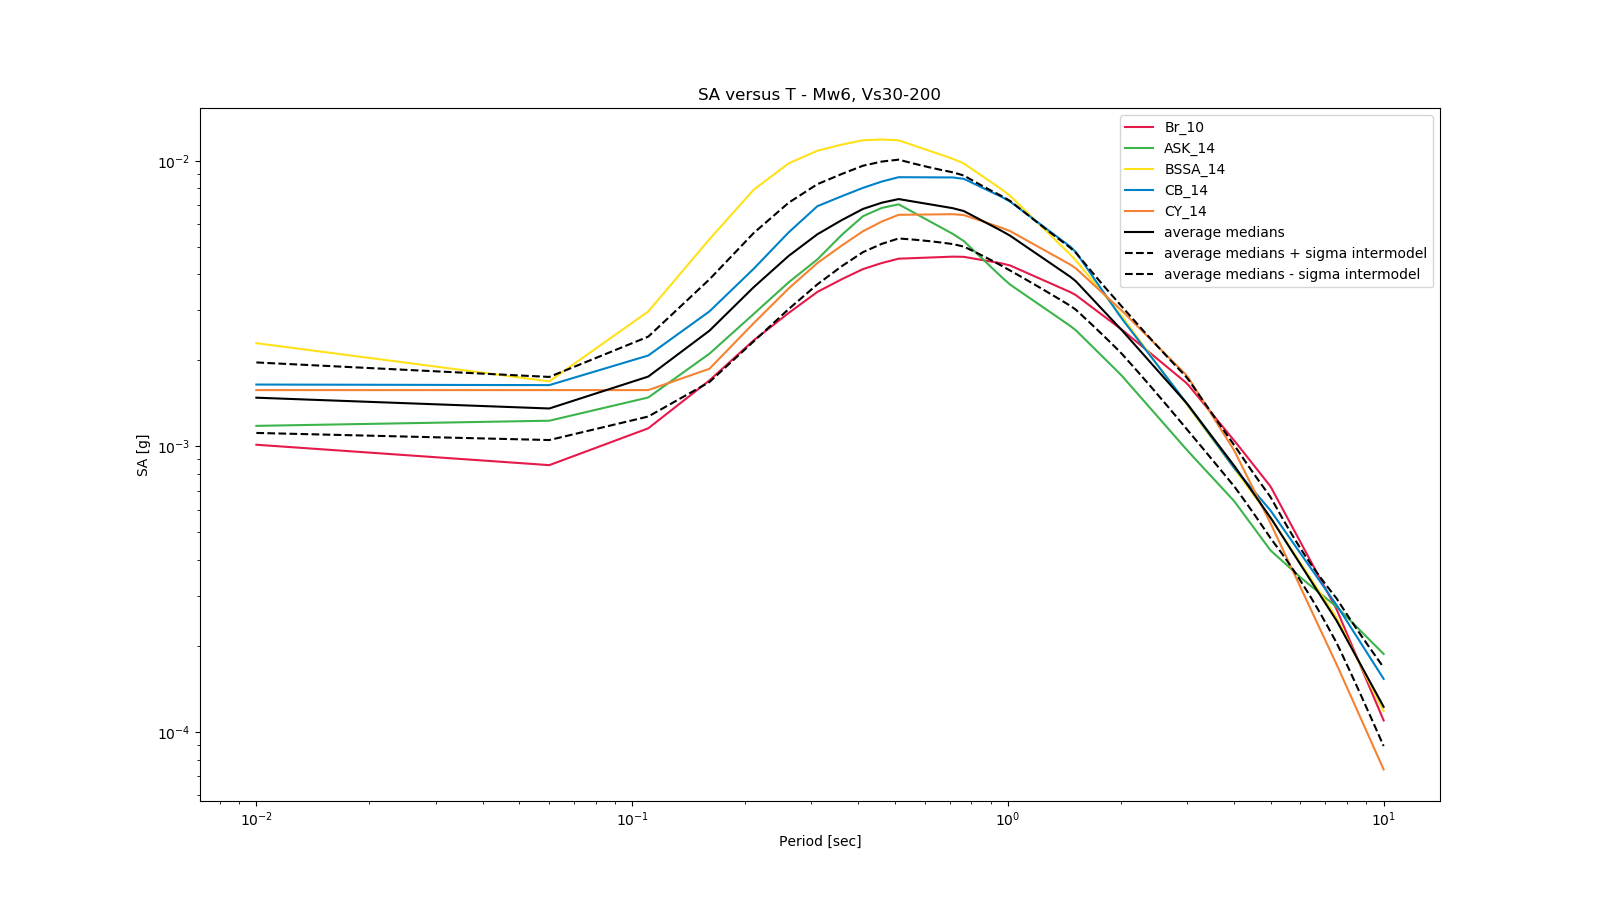 SA versus T - Mw6, Vs30-200
Br_10
ASK_14
BSSA_14
CB_14
CY_14
average medians
average medians + sigma intermodel
average medians - sigma intermodel
SA [g]
10⁻²
10⁻³
10⁻⁴
10⁻² 10⁻¹ 10⁰ 10¹
Period [sec]